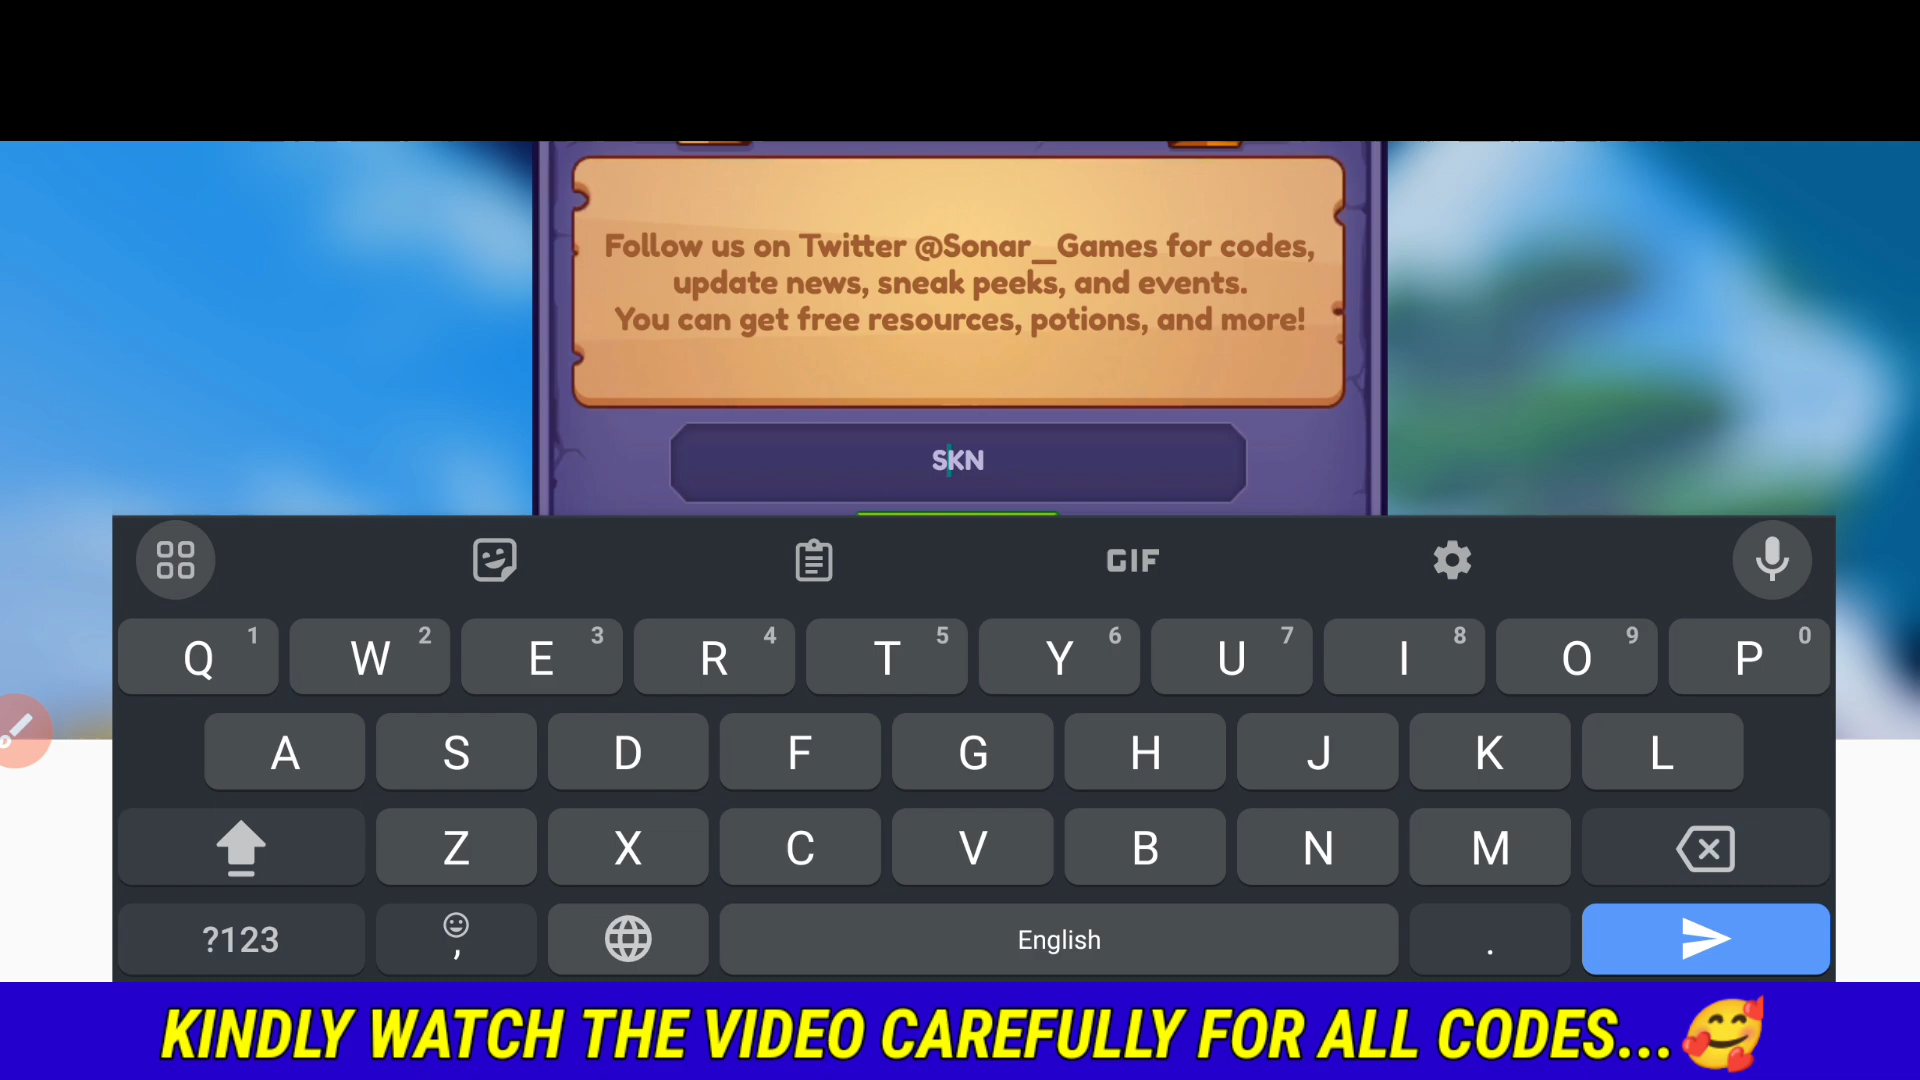 Follow us on Twitter @Sonar_Games for codes,
update news, sneak peeks, and events.
You can get free resources, potions, and more!
SKN
GIF
Q 1 W 2 E 3 R 4 T 5 Y 6 U 7 I 8 O 9 P 0
A S D F G H J K L
Z X C V B N M
?123 , English .
KINDLY WATCH THE VIDEO CAREFULLY FOR ALL CODES...🥰